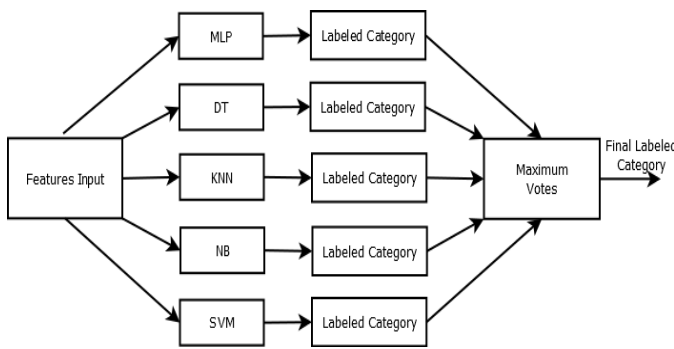 MLP
Labeled Category
DT
Labeled Category
Features Input
KNN
Labeled Category
Maximum
Votes
Final Labeled
Category
NB
Labeled Category
SVM
Labeled Category